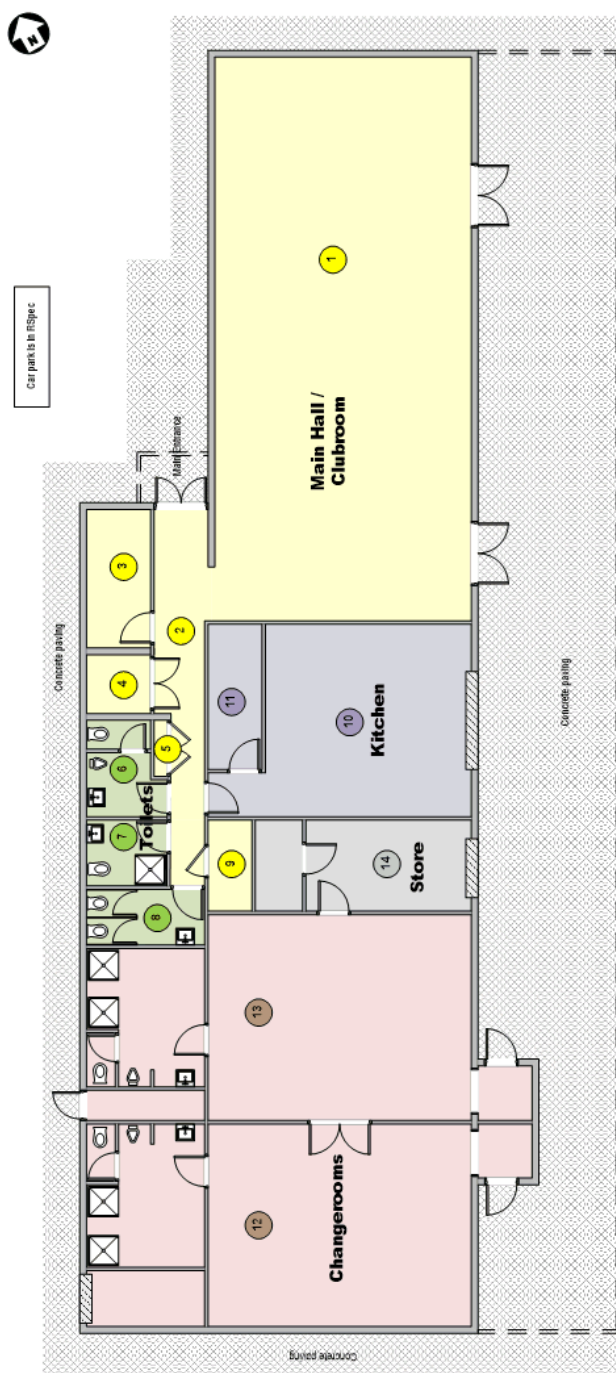 N
Car park is in RSpec
1
Main Hall /
Clubroom
Main Entrance
Concrete paving
3
2
4
5
11
10
Kitchen
6
Toilets
7
8
9
14
Store
Concrete paving
13
12
Changerooms
Concrete paving